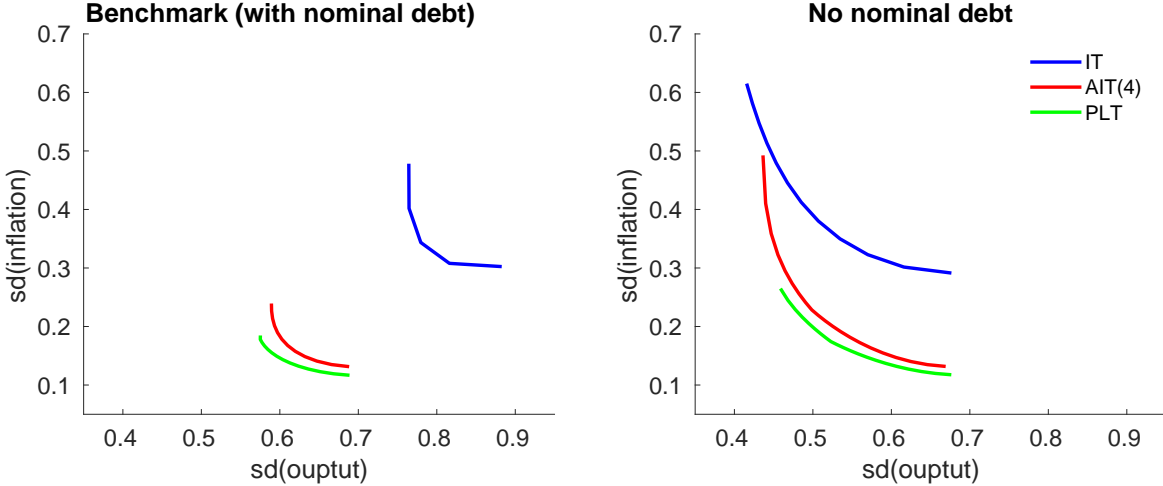 Benchmark (with nominal debt)
0.7
0.6
0.5
0.4
0.3
0.2
0.1
sd(inflation)
0.4 0.5 0.6 0.7 0.8 0.9
sd(ouptut)
No nominal debt
0.7
0.6
0.5
0.4
0.3
0.2
0.1
sd(inflation)
0.4 0.5 0.6 0.7 0.8 0.9
sd(ouptut)
IT
AIT(4)
PLT